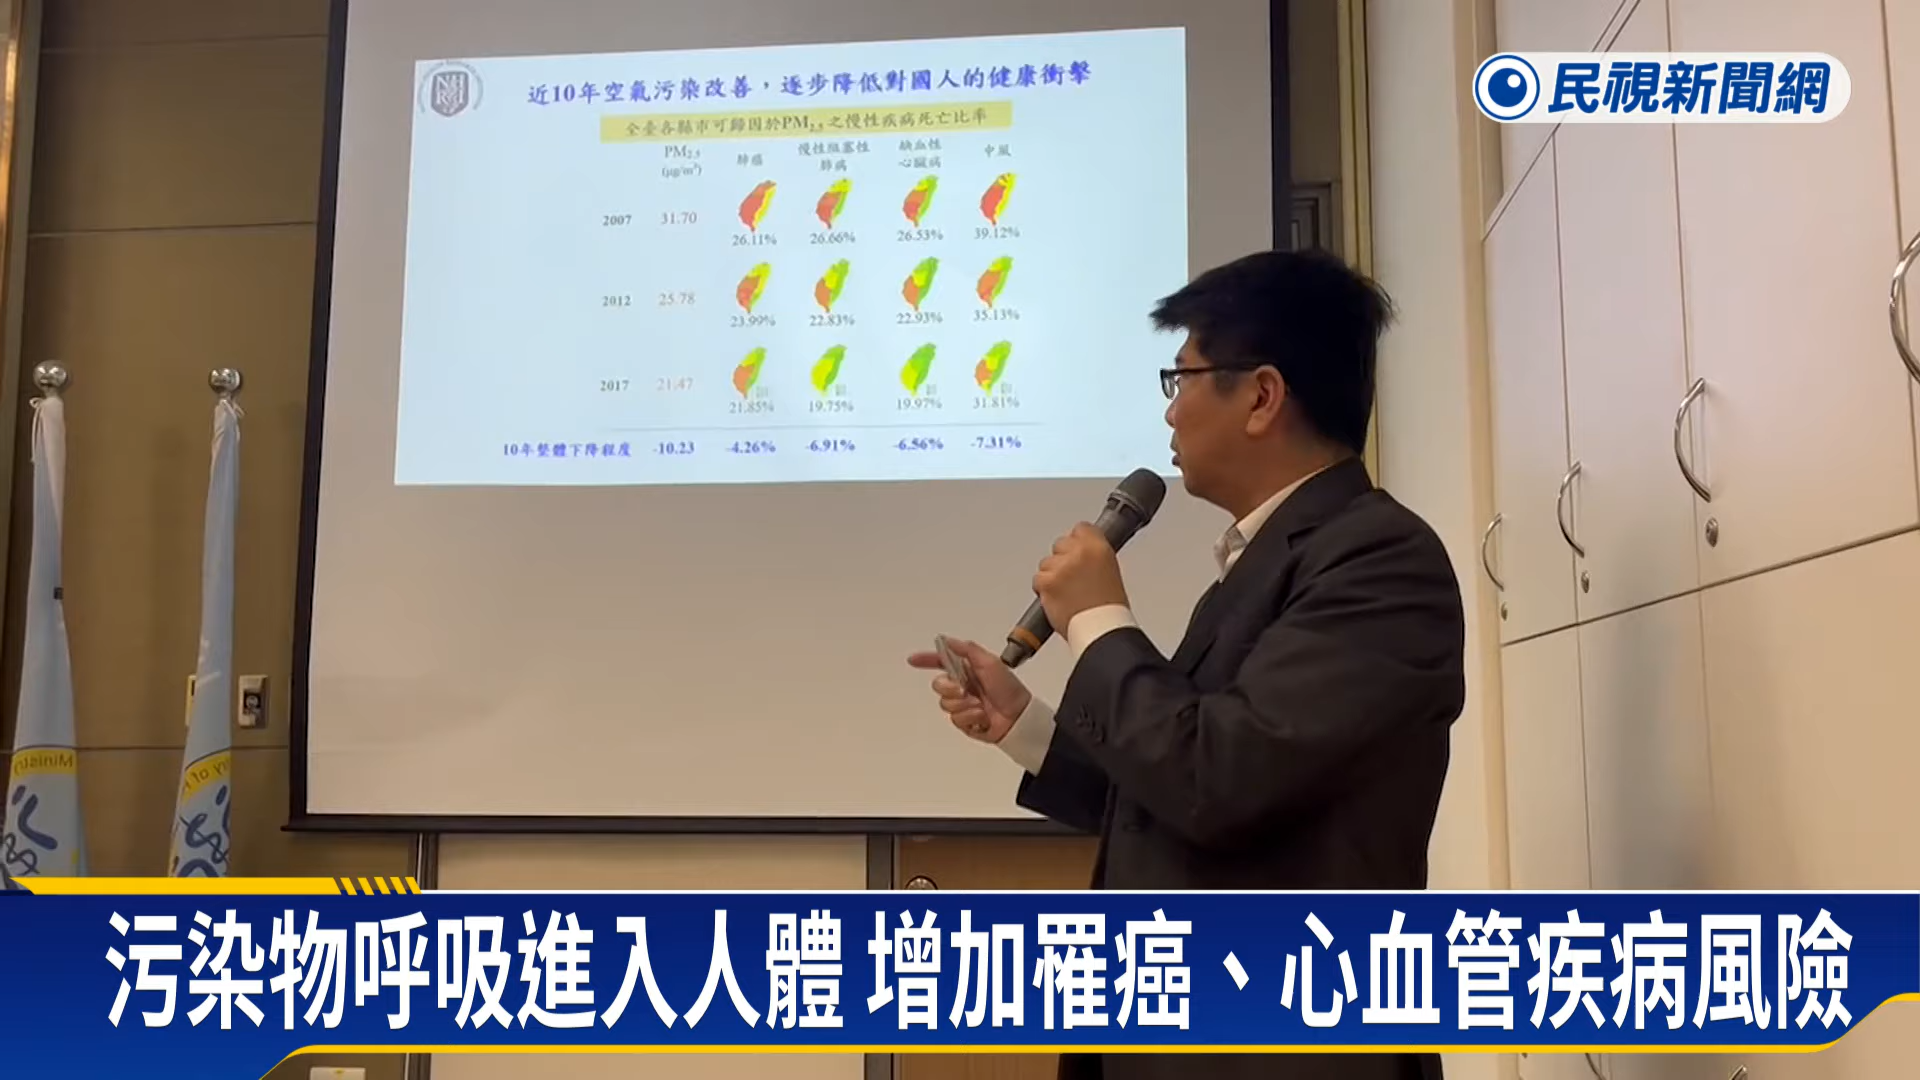 民視新聞網
近10年空氣污染改善，逐步降低對國人的健康衝擊
全臺各縣市可歸因於PM2.5之慢性疾病死亡比率
PM2.5 (μg/m³) 肺癌 慢性阻塞性肺病 缺血性心臟病 中風
2007 31.70 26.11% 26.66% 26.53% 39.12%
2012 25.78 23.99% 22.83% 22.93% 35.13%
2017 21.47 21.85% 19.75% 19.97% 31.81%
10年整體下降程度 -10.23 -4.26% -6.91% -6.56% -7.31%
Ministry
ry of
污染物呼吸進入人體 增加罹癌、心血管疾病風險